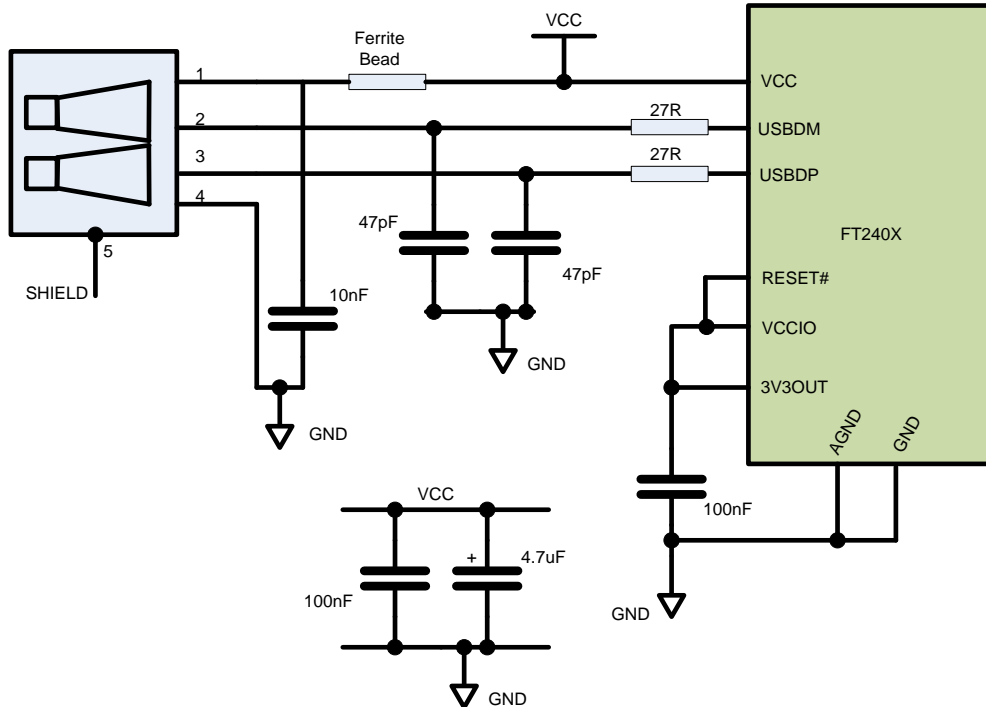 VCC
Ferrite
Bead
1
VCC
27R
2
USBDM
27R
3
USBDP
4
47pF
FT240X
5
47pF
RESET#
SHIELD
10nF
VCCIO
GND
3V3OUT
GND
AGND
GND
VCC
100nF
+
4.7uF
100nF
GND
GND